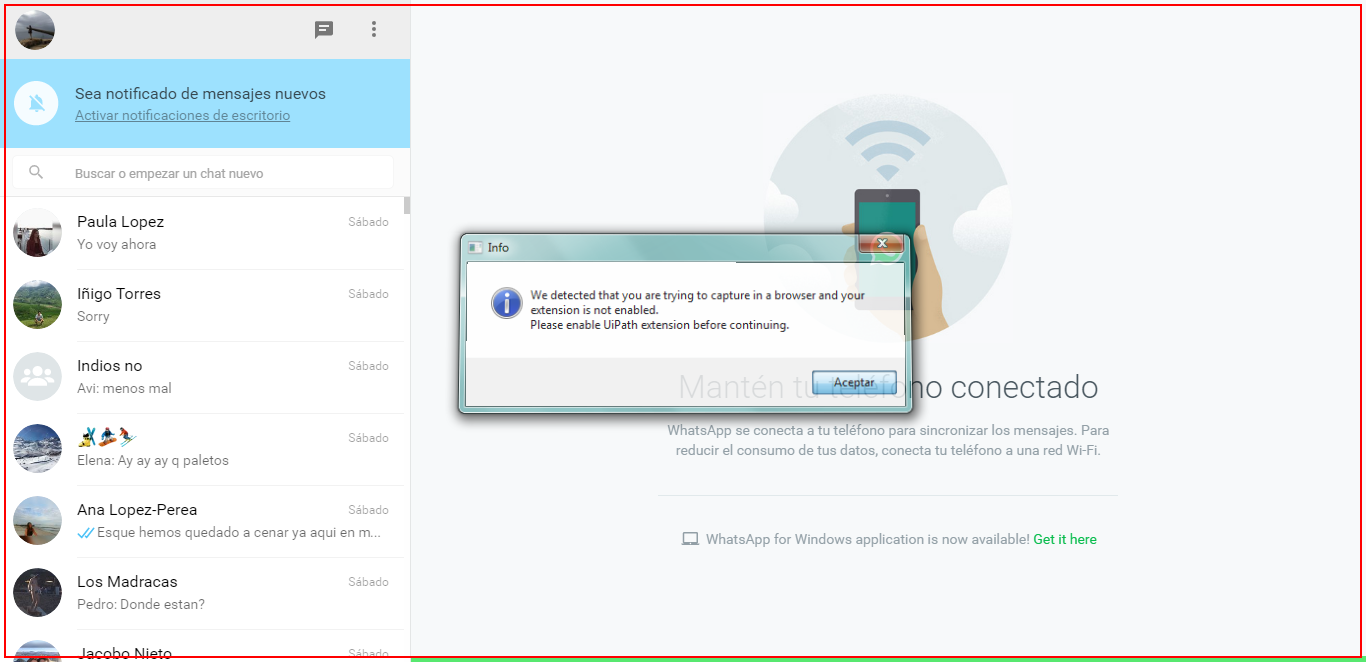 Sea notificado de mensajes nuevos
Activar notificaciones de escritorio
Buscar o empezar un chat nuevo
Paula Lopez
Sábado
Yo voy ahora
Iñigo Torres
Sábado
Sorry
Indios no
Sábado
Avi: menos mal
Sábado
Elena: Ay ay ay q paletos
Ana Lopez-Perea
Sábado
Esque hemos quedado a cenar ya aqui en m...
Los Madracas
Sábado
Pedro: Donde estan?
Jacobo Nieto
Sábado
Info
We detected that you are trying to capture in a browser and your
extension is not enabled.
Please enable UiPath extension before continuing.
Aceptar
Mantén tu teléfono conectado
WhatsApp se conecta a tu teléfono para sincronizar los mensajes. Para
reducir el consumo de tus datos, conecta tu teléfono a una red Wi-Fi.
WhatsApp for Windows application is now available! Get it here